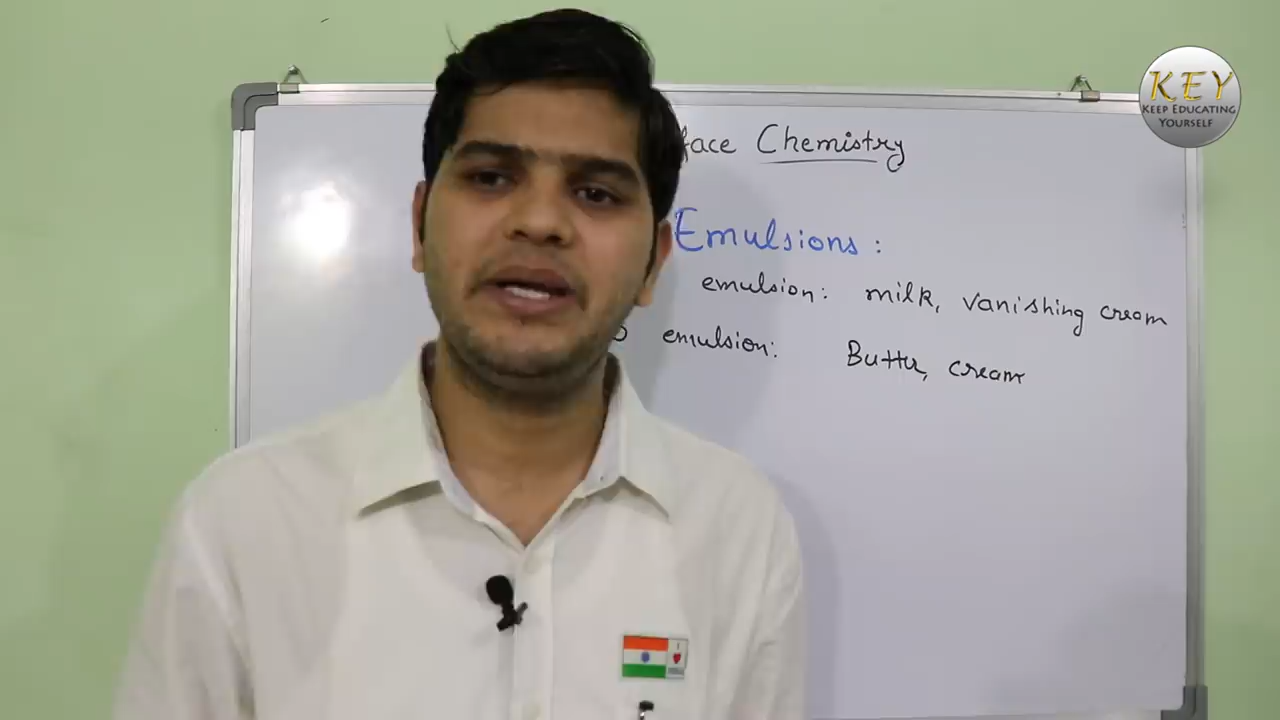 KEY
KEEP EDUCATING
YOURSELF
face Chemistry
Emulsions :
emulsion: milk, vanishing cream
emulsion: Butter, cream